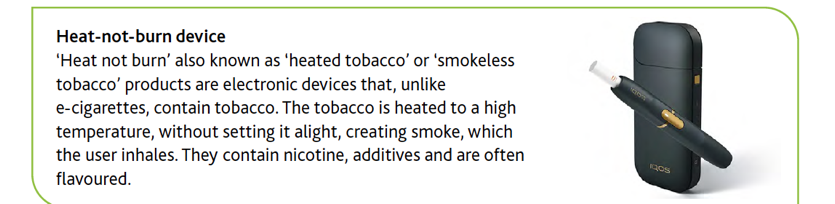 Heat-not-burn device
‘Heat not burn’ also known as ‘heated tobacco’ or ‘smokeless
tobacco’ products are electronic devices that, unlike
e-cigarettes, contain tobacco. The tobacco is heated to a high
temperature, without setting it alight, creating smoke, which
the user inhales. They contain nicotine, additives and are often
flavoured.
IQOS
IQOS